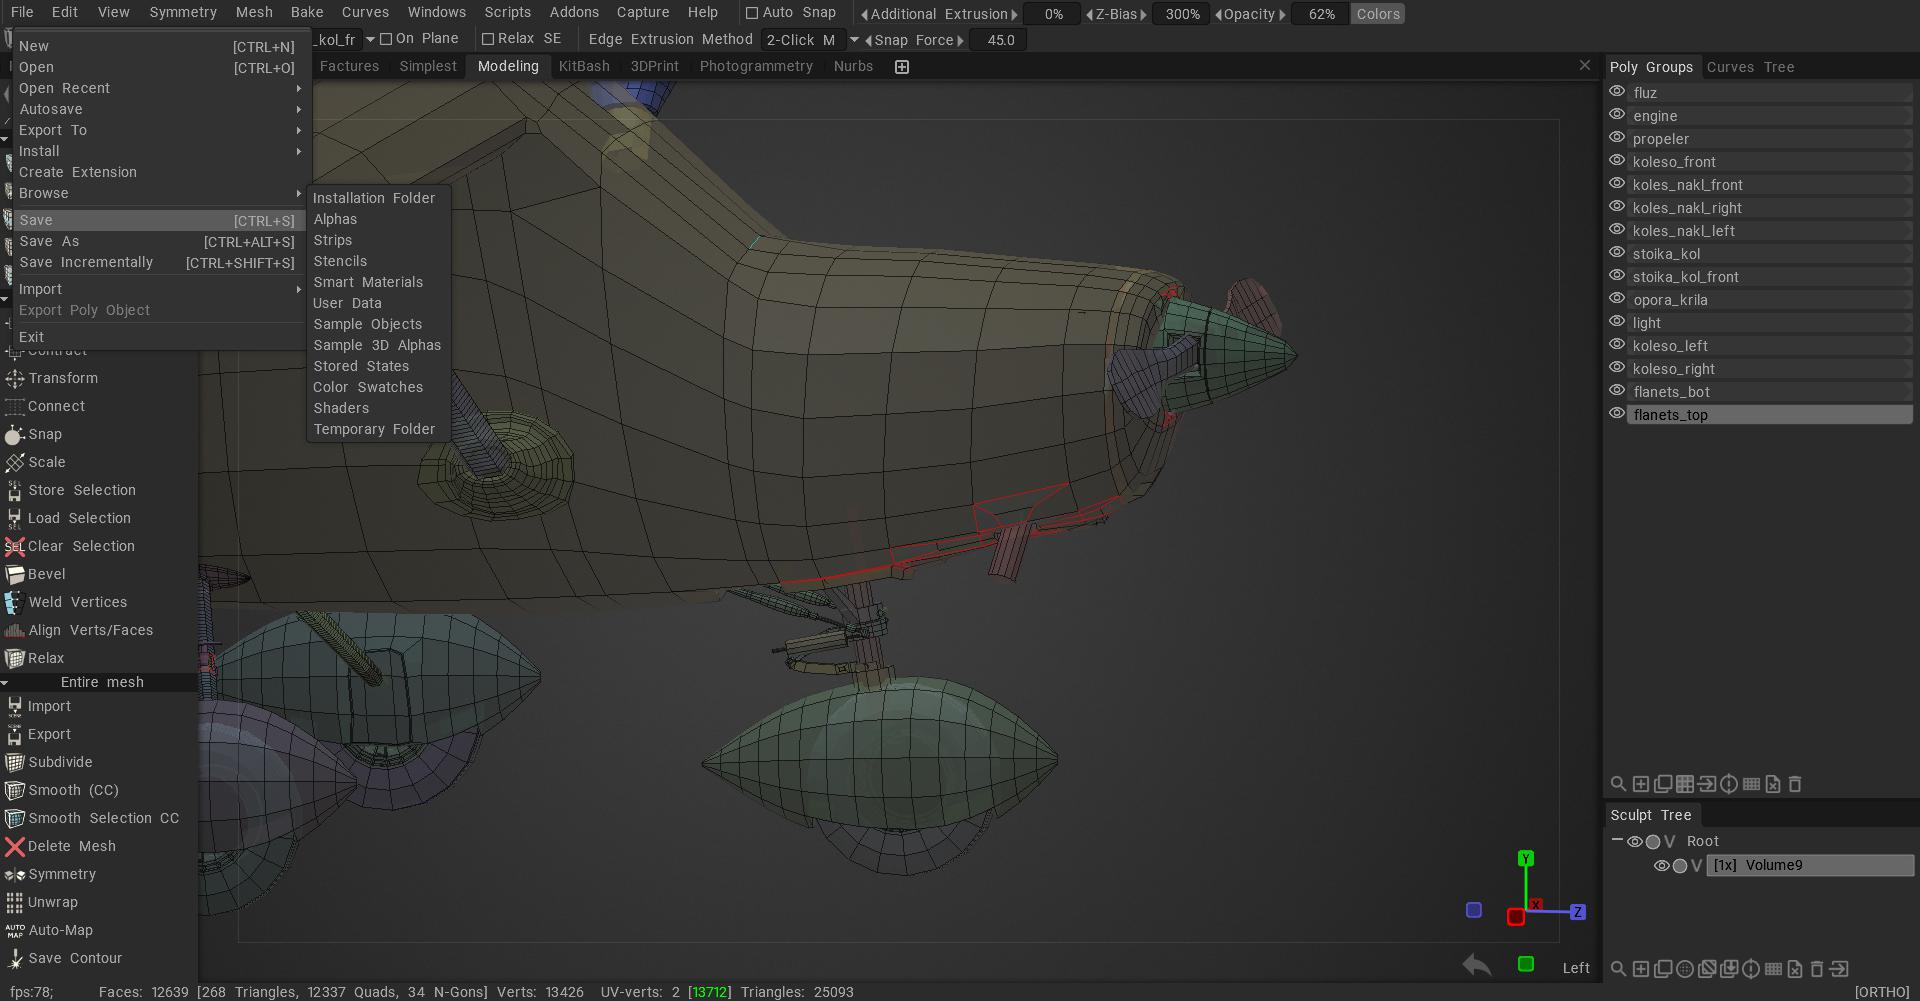 File Edit View Symmetry Mesh Bake Curves Windows Scripts Addons Capture Help Auto Snap Additional Extrusion 0% Z-Bias 300% Opacity 62% Colors
_kol_fr On Plane Relax SE Edge Extrusion Method 2-Click M Snap Force 45.0
Factures Simplest Modeling KitBash 3DPrint Photogrammetry Nurbs
New [CTRL+N]
Open [CTRL+O]
Open Recent
Autosave
Export To
Install
Create Extension
Browse
Save [CTRL+S]
Save As [CTRL+ALT+S]
Save Incrementally [CTRL+SHIFT+S]
Import
Export Poly Object
Exit
Installation Folder
Alphas
Strips
Stencils
Smart Materials
User Data
Sample Objects
Sample 3D Alphas
Stored States
Color Swatches
Shaders
Temporary Folder
Contract
Transform
Connect
Snap
Scale
Store Selection
Load Selection
Clear Selection
Bevel
Weld Vertices
Align Verts/Faces
Relax
Entire mesh
Import
Export
Subdivide
Smooth (CC)
Smooth Selection CC
Delete Mesh
Symmetry
Unwrap
AUTO MAP Auto-Map
Save Contour
Poly Groups Curves Tree
fluz
engine
propeler
koleso_front
koles_nakl_front
koles_nakl_right
koles_nakl_left
stoika_kol
stoika_kol_front
opora_krila
light
koleso_left
koleso_right
flanets_bot
flanets_top
Sculpt Tree
V Root
V [1x] Volume9
Y
X
Z
Left
fps:78; Faces: 12639 [268 Triangles, 12337 Quads, 34 N-Gons] Verts: 13426 UV-verts: 2 [13712] Triangles: 25093 [ORTHO]